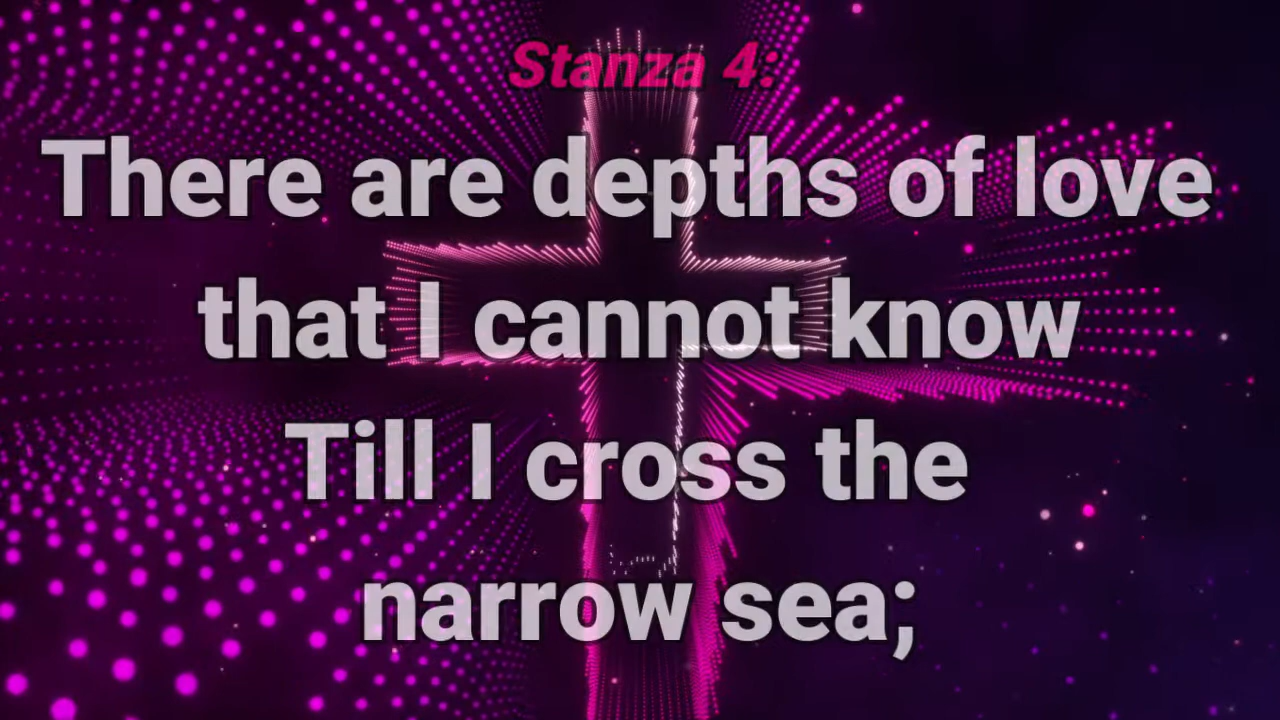 Stanza 4:
There are depths of love
that I cannot know
Till I cross the
narrow sea;